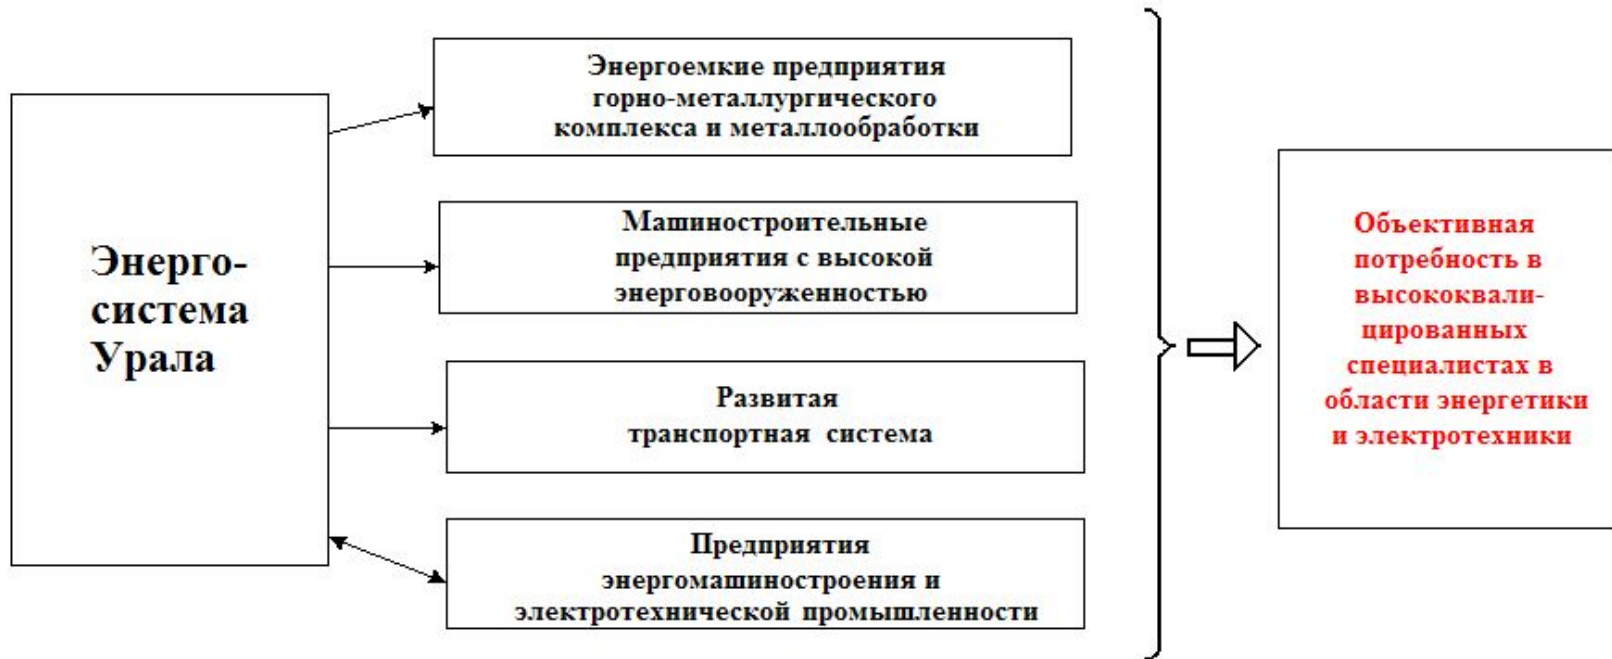 Энерго-
система
Урала
Энергоемкие предприятия
горно-металлургического
комплекса и металлообработки
Машиностроительные
предприятия с высокой
энерговооруженностью
Развитая
транспортная система
Предприятия
энергомашиностроения и
электротехнической промышленности
Объективная
потребность в
высококвали-
цированных
специалистах в
области энергетики
и электротехники